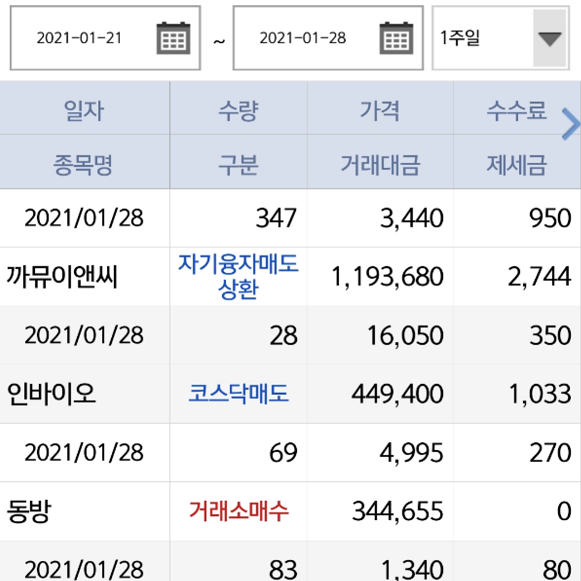 2021-01-21 ~ 2021-01-28 1주일
일자 수량 가격 수수료
종목명 구분 거래대금 제세금
2021/01/28 347 3,440 950
까뮤이앤씨 자기융자매도 1,193,680 2,744
상환
2021/01/28 28 16,050 350
인바이오 코스닥매도 449,400 1,033
2021/01/28 69 4,995 270
동방 거래소매수 344,655 0
2021/01/28 83 1,340 80